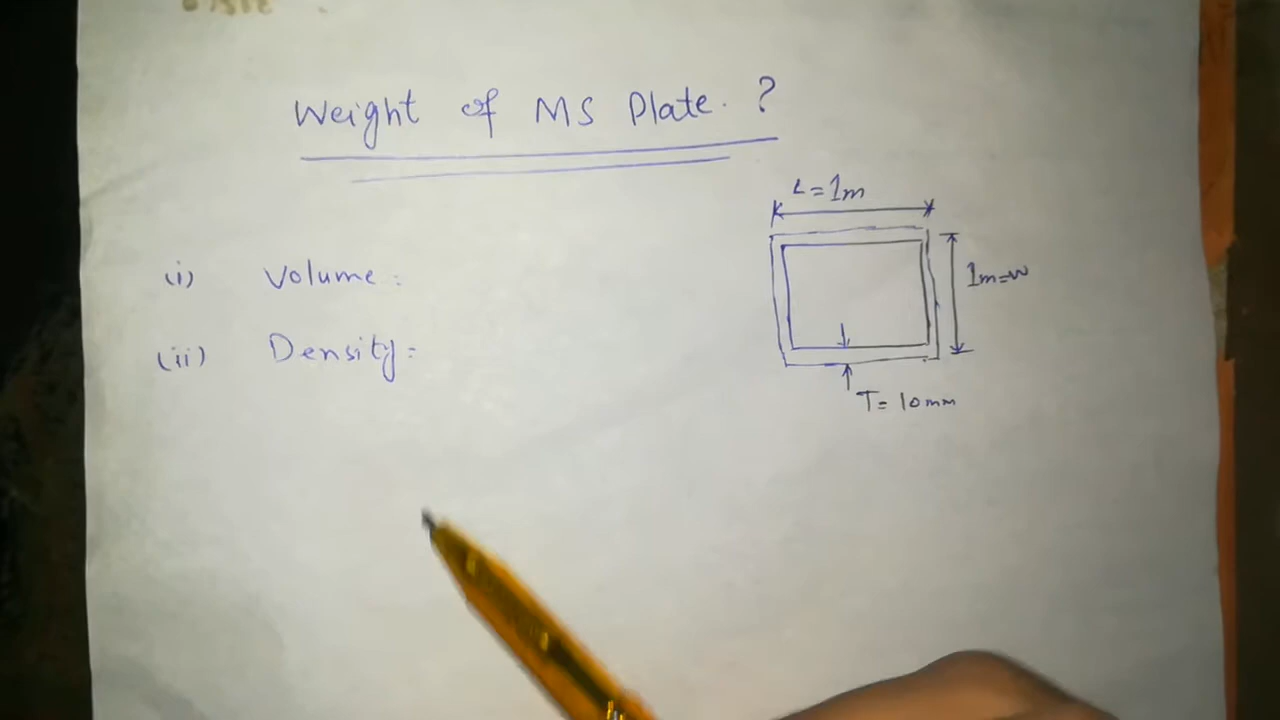 Weight of MS Plate. ?
L = 1m
(i) Volume :
1m = W
(ii) Density :
T = 10mm